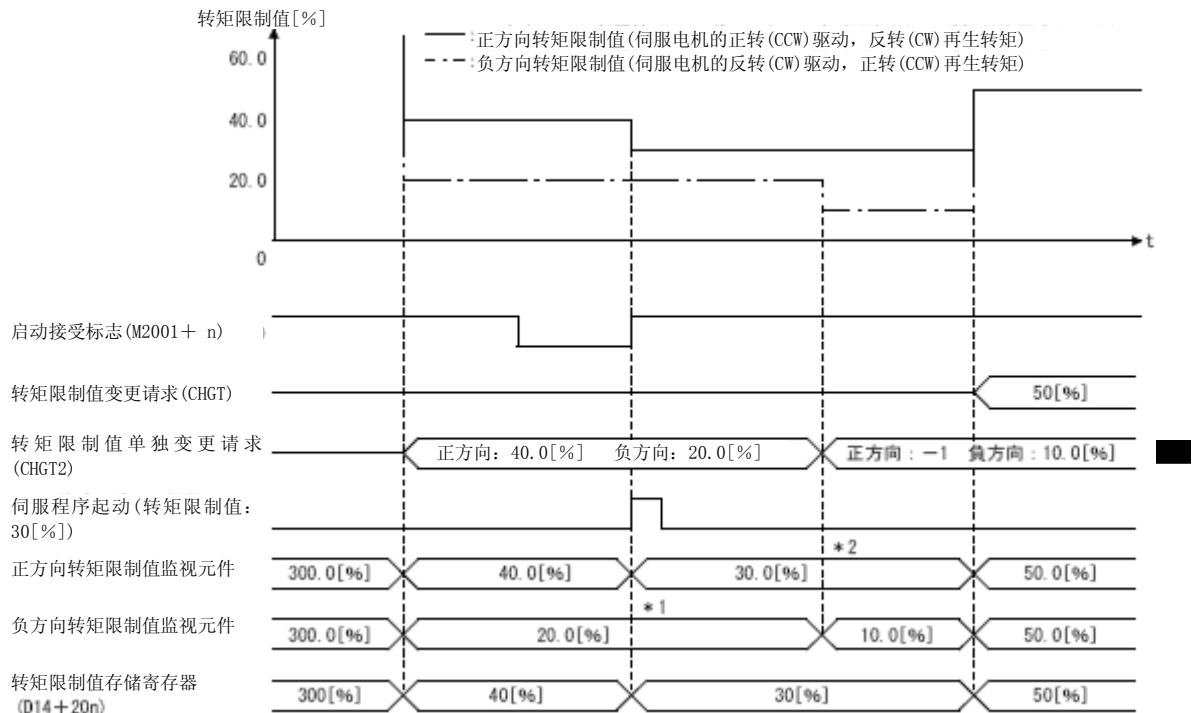 转矩限制值[%]
正方向转矩限制值(伺服电机的正转(CCW)驱动，反转(CW)再生转矩)
负方向转矩限制值(伺服电机的反转(CW)驱动，正转(CCW)再生转矩)
60.0
40.0
20.0
0
t
启动接受标志(M2001＋ n)
转矩限制值变更请求(CHGT)
50[%]
转矩限制值单独变更请求
(CHGT2)
正方向：40.0[%] 负方向：20.0[%]
正方向：－1 負方向：10.0[%]
伺服程序起动(转矩限制值：
30[%])
*2
正方向转矩限制值监视元件
300.0[%] 40.0[%] 30.0[%] 50.0[%]
*1
负方向转矩限制值监视元件
300.0[%] 20.0[%] 10.0[%] 50.0[%]
转矩限制值存储寄存器
(D14＋20n)
300[%] 40[%] 30[%] 50[%]